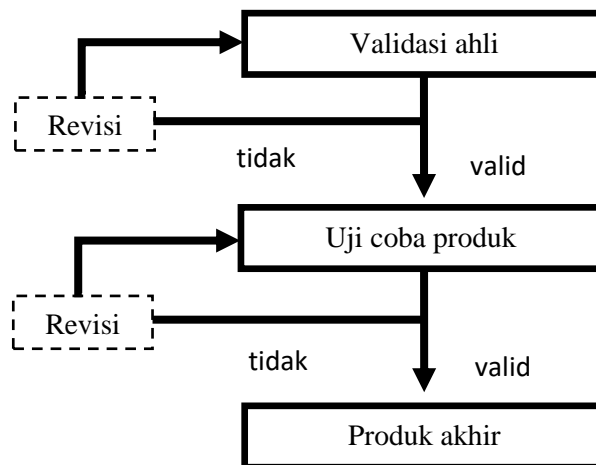 Validasi ahli
Revisi
tidak
valid
Uji coba produk
Revisi
tidak
valid
Produk akhir